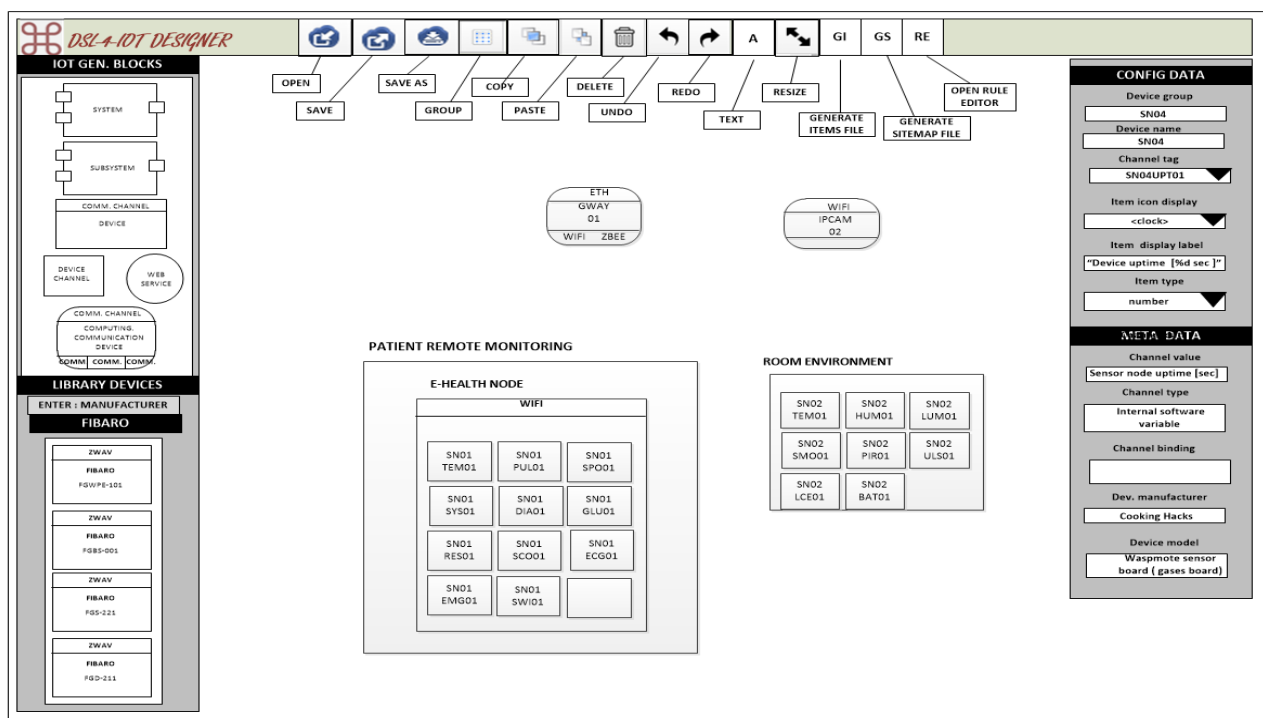 DSL-4-IOT DESIGNER
A
GI
GS
RE
OPEN
SAVE
SAVE AS
GROUP
COPY
PASTE
DELETE
UNDO
REDO
TEXT
RESIZE
GENERATE
ITEMS FILE
GENERATE
SITEMAP FILE
OPEN RULE
EDITOR
IOT GEN. BLOCKS
SYSTEM
SUBSYSTEM
COMM. CHANNEL
DEVICE
DEVICE
CHANNEL
WEB
SERVICE
COMM. CHANNEL
COMPUTING.
COMMUNICATION
DEVICE
COMM COMM. COMM.
LIBRARY DEVICES
ENTER : MANUFACTURER
FIBARO
ZWAV
FIBARO
FGWPE-101
ZWAV
FIBARO
FGBS-001
ZWAV
FIBARO
FGS-221
ZWAV
FIBARO
FGD-211
ETH
GWAY
01
WIFI ZBEE
WIFI
IPCAM
02
PATIENT REMOTE MONITORING
E-HEALTH NODE
WIFI
SN01
TEM01
SN01
PUL01
SN01
SPO01
SN01
SYS01
SN01
DIA01
SN01
GLU01
SN01
RES01
SN01
SCO01
SN01
ECG01
SN01
EMG01
SN01
SWI01
ROOM ENVIRONMENT
SN02
TEM01
SN02
HUM01
SN02
LUM01
SN02
SMO01
SN02
PIR01
SN02
ULS01
SN02
LCE01
SN02
BAT01
CONFIG DATA
Device group
SN04
Device name
SN04
Channel tag
SN04UPT01
Item icon display
<clock>
Item display label
“Device uptime [%d sec ]”
Item type
number
META DATA
Channel value
Sensor node uptime [sec]
Channel type
Internal software
variable
Channel binding
Dev. manufacturer
Cooking Hacks
Device model
Waspmote sensor
board ( gases board)